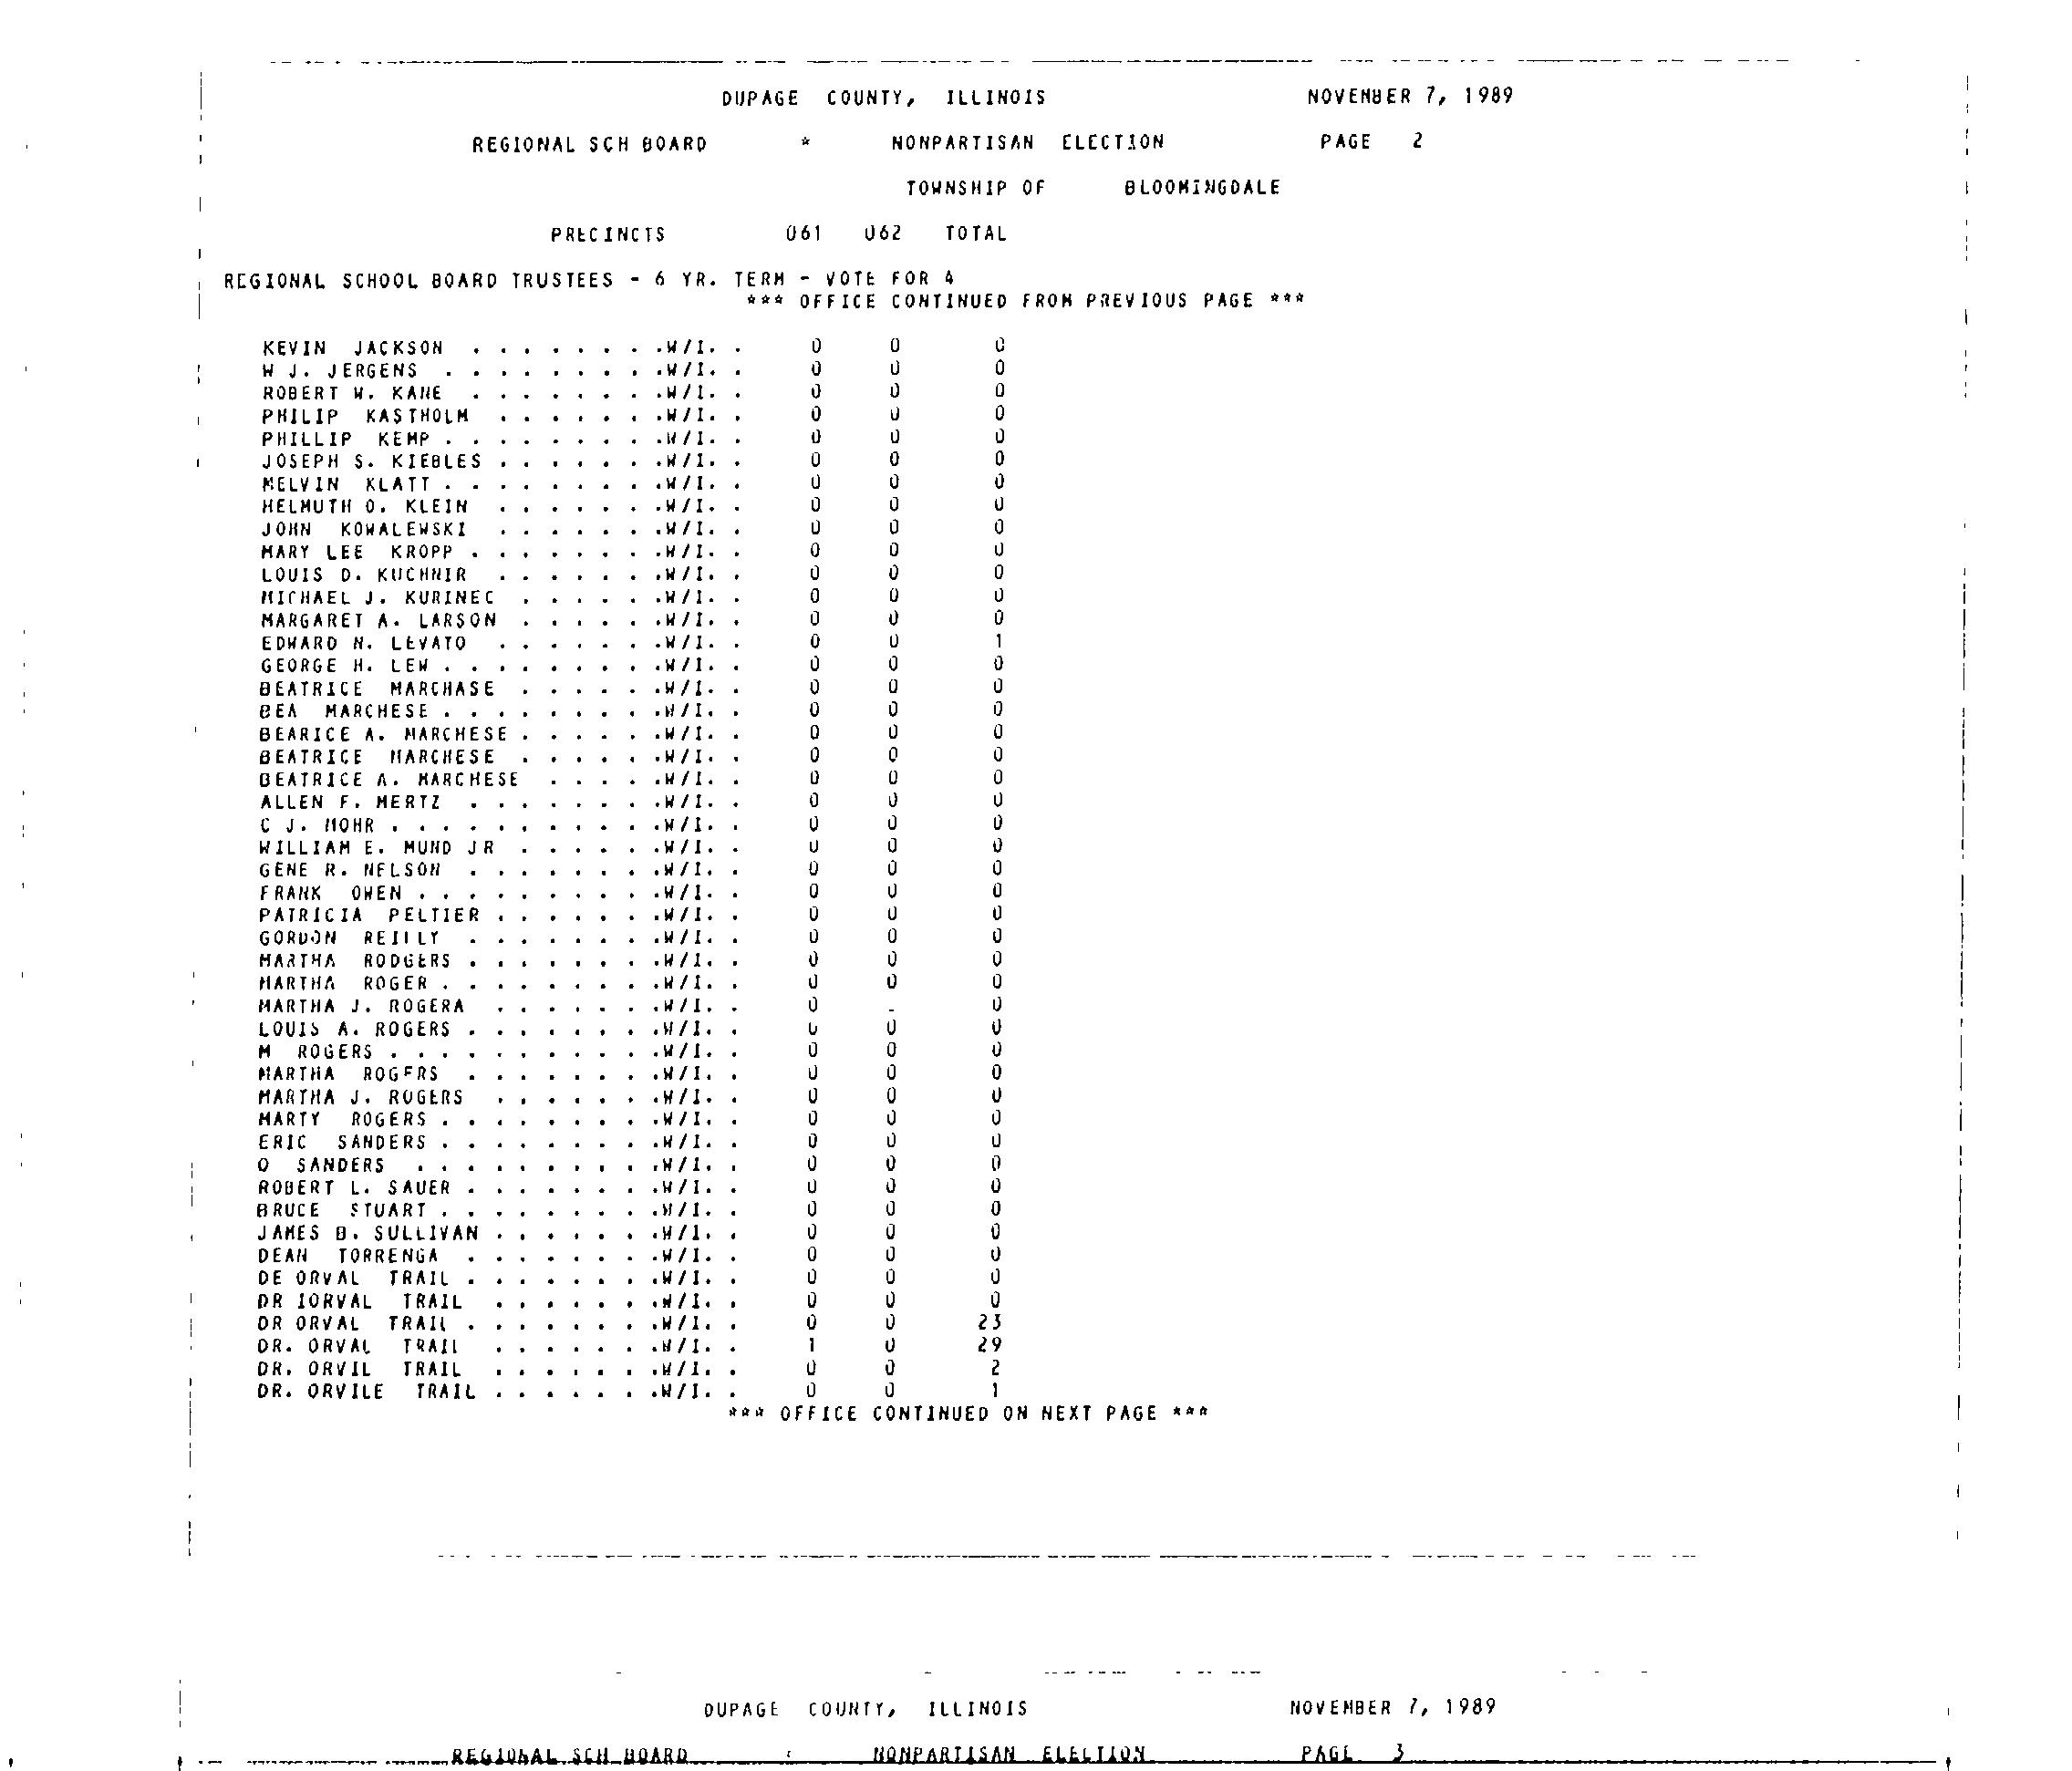 DUPAGE COUNTY, ILLINOIS NOVEMBER 7, 1989
REGIONAL SCH BOARD * NONPARTISAN ELECTION PAGE 2
TOWNSHIP OF BLOOMINGDALE
PRECINCTS 061 062 TOTAL
REGIONAL SCHOOL BOARD TRUSTEES - 6 YR. TERM - VOTE FOR 4
*** OFFICE CONTINUED FROM PREVIOUS PAGE ***
KEVIN JACKSON . . . . . . . .W/I. . 0 0 0
W J. JERGENS . . . . . . . . .W/I. . 0 0 0
ROBERT W. KANE . . . . . . . .W/I. . 0 0 0
PHILIP KASTHOLM . . . . . . .W/I. . 0 0 0
PHILLIP KEMP . . . . . . . . .W/I. . 0 0 0
JOSEPH S. KIEBLES . . . . . . .W/I. . 0 0 0
MELVIN KLATT . . . . . . . . .W/I. . 0 0 0
HELMUTH O. KLEIN . . . . . . .W/I. . 0 0 0
JOHN KOWALEWSKI . . . . . . .W/I. . 0 0 0
MARY LEE KROPP . . . . . . . .W/I. . 0 0 0
LOUIS D. KUCHNIR . . . . . . .W/I. . 0 0 0
MICHAEL J. KURINEC . . . . . .W/I. . 0 0 0
MARGARET A. LARSON . . . . . .W/I. . 0 0 0
EDWARD N. LEVATO . . . . . . .W/I. . 0 0 1
GEORGE H. LEW . . . . . . . . .W/I. . 0 0 0
BEATRICE MARCHASE . . . . . .W/I. . 0 0 0
BEA MARCHESE . . . . . . . . .W/I. . 0 0 0
BEARICE A. MARCHESE . . . . . .W/I. . 0 0 0
BEATRICE MARCHESE . . . . . .W/I. . 0 0 0
BEATRICE A. MARCHESE . . . . .W/I. . 0 0 0
ALLEN F. MERTZ . . . . . . . .W/I. . 0 0 0
C J. MOHR . . . . . . . . . . .W/I. . 0 0 0
WILLIAM E. MUND JR . . . . . .W/I. . 0 0 0
GENE R. NELSON . . . . . . . .W/I. . 0 0 0
FRANK OWEN . . . . . . . . . .W/I. . 0 0 0
PATRICIA PELTIER . . . . . . .W/I. . 0 0 0
GORDON REILLY . . . . . . . .W/I. . 0 0 0
MARTHA RODGERS . . . . . . . .W/I. . 0 0 0
MARTHA ROGER . . . . . . . . .W/I. . 0 0 0
MARTHA J. ROGERA . . . . . . .W/I. . 0 0
LOUIS A. ROGERS . . . . . . . .W/I. . 0 0 0
M ROGERS . . . . . . . . . . .W/I. . 0 0 0
MARTHA ROGERS . . . . . . . .W/I. . 0 0 0
MARTHA J. ROGERS . . . . . . .W/I. . 0 0 0
MARTY ROGERS . . . . . . . . .W/I. . 0 0 0
ERIC SANDERS . . . . . . . . .W/I. . 0 0 0
O SANDERS . . . . . . . . . .W/I. . 0 0 0
ROBERT L. SAUER . . . . . . . .W/I. . 0 0 0
BRUCE STUART . . . . . . . . .W/I. . 0 0 0
JAMES B. SULLIVAN . . . . . . .W/I. . 0 0 0
DEAN TORRENGA . . . . . . . .W/I. . 0 0 0
DE ORVAL TRAIL . . . . . . . .W/I. . 0 0 0
DR IORVAL TRAIL . . . . . . .W/I. . 0 0 0
DR ORVAL TRAIL . . . . . . . .W/I. . 0 0 23
DR. ORVAL TRAIL . . . . . . .W/I. . 1 0 29
DR. ORVIL TRAIL . . . . . . .W/I. . 0 0 2
DR. ORVILE TRAIL . . . . . . .W/I. . 0 0 1
*** OFFICE CONTINUED ON NEXT PAGE ***
DUPAGE COUNTY, ILLINOIS NOVEMBER 7, 1989
REGIONAL SCH BOARD NONPARTISAN ELECTION PAGE 3